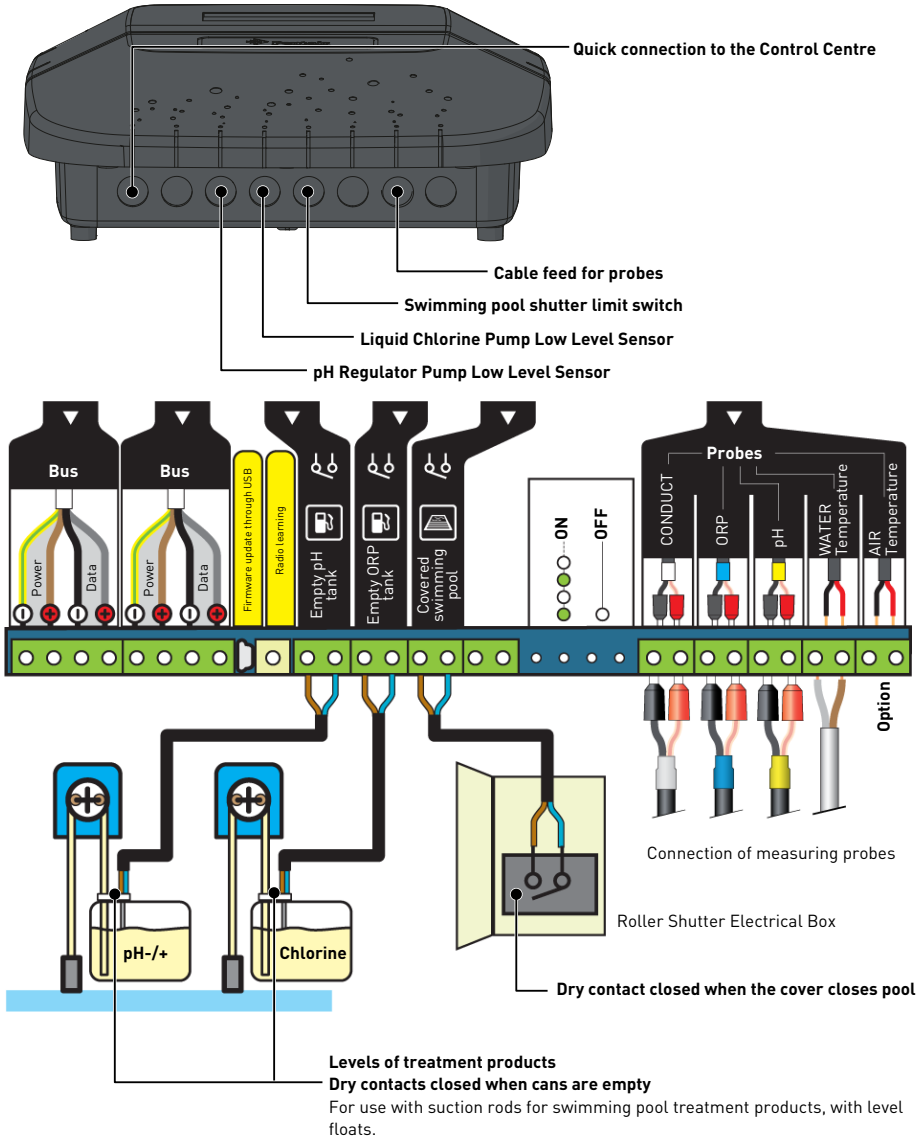 Quick connection to the Control Centre
Cable feed for probes
Swimming pool shutter limit switch
Liquid Chlorine Pump Low Level Sensor
pH Regulator Pump Low Level Sensor
Bus
Power
Data
Bus
Power
Data
Firmware update through USB
Radio learning
Empty pH
tank
Empty ORP
tank
Covered
swimming
pool
ON
OFF
Probes
CONDUCT
ORP
pH
WATER
Temperature
AIR
Temperature
Option
pH-/+
Chlorine
Connection of measuring probes
Roller Shutter Electrical Box
Dry contact closed when the cover closes pool
Levels of treatment products
Dry contacts closed when cans are empty
For use with suction rods for swimming pool treatment products, with level
floats.